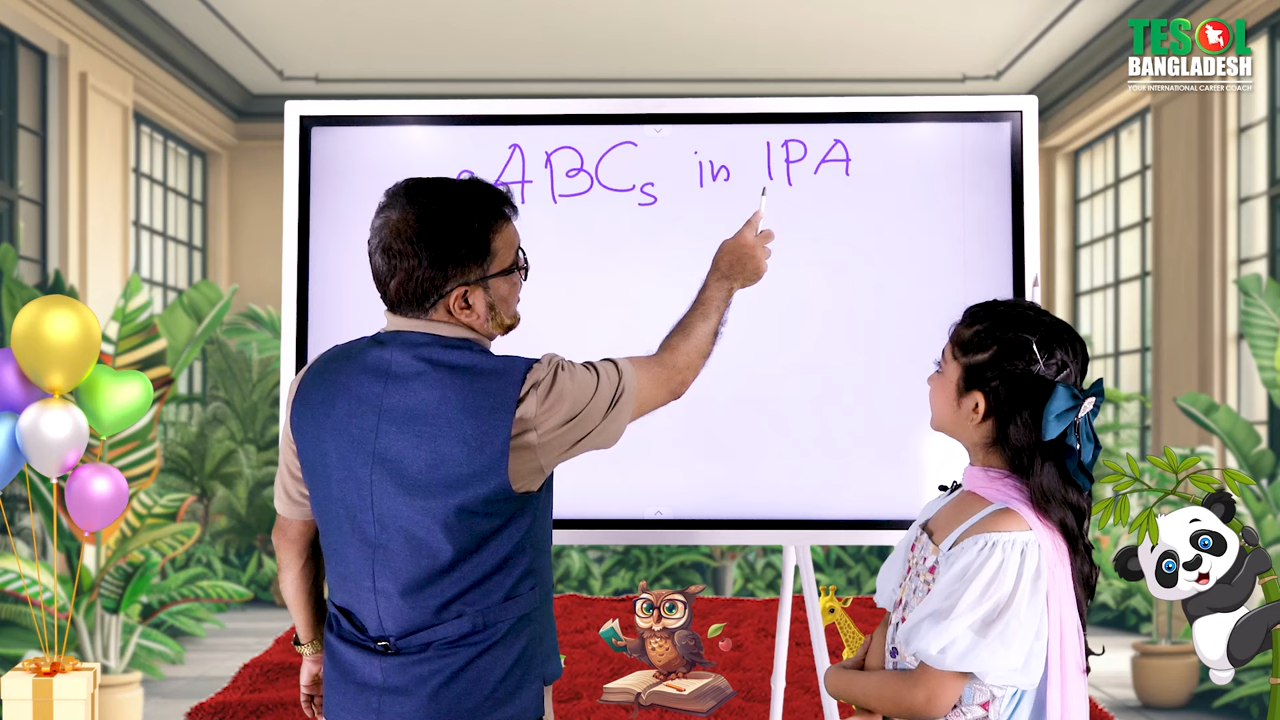 ABCs in IPA
TESOL
BANGLADESH
YOUR INTERNATIONAL CAREER COACH